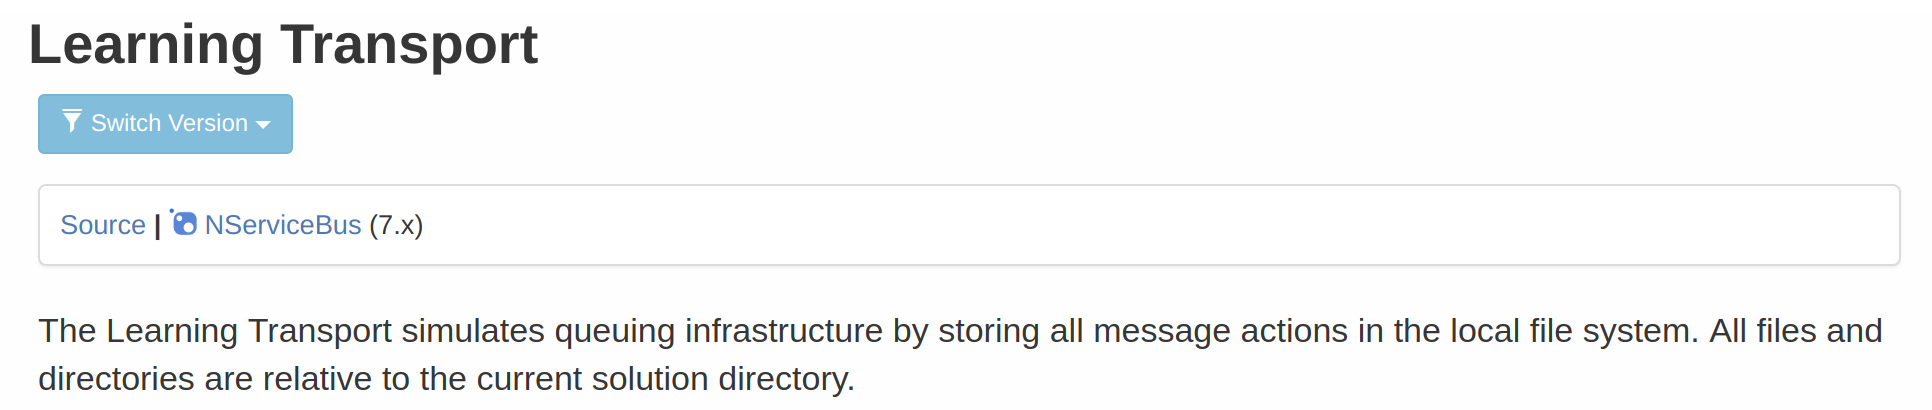 Learning Transport
Switch Version
Source | NServiceBus (7.x)
The Learning Transport simulates queuing infrastructure by storing all message actions in the local file system. All files and
directories are relative to the current solution directory.